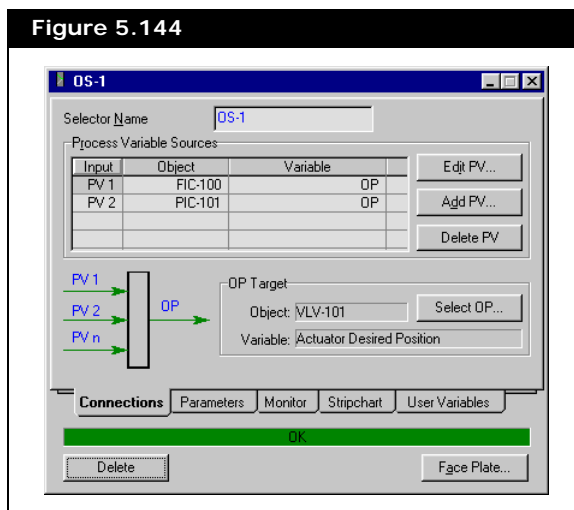 Figure 5.144
OS-1
Selector Name OS-1
Process Variable Sources
Input Object Variable
PV 1 FIC-100 OP
PV 2 PIC-101 OP
Edit PV...
Add PV...
Delete PV
PV 1
PV 2
PV n
OP
OP Target
Object: VLV-101
Select OP...
Variable: Actuator Desired Position
Connections Parameters Monitor Stripchart User Variables
OK
Delete
Face Plate...